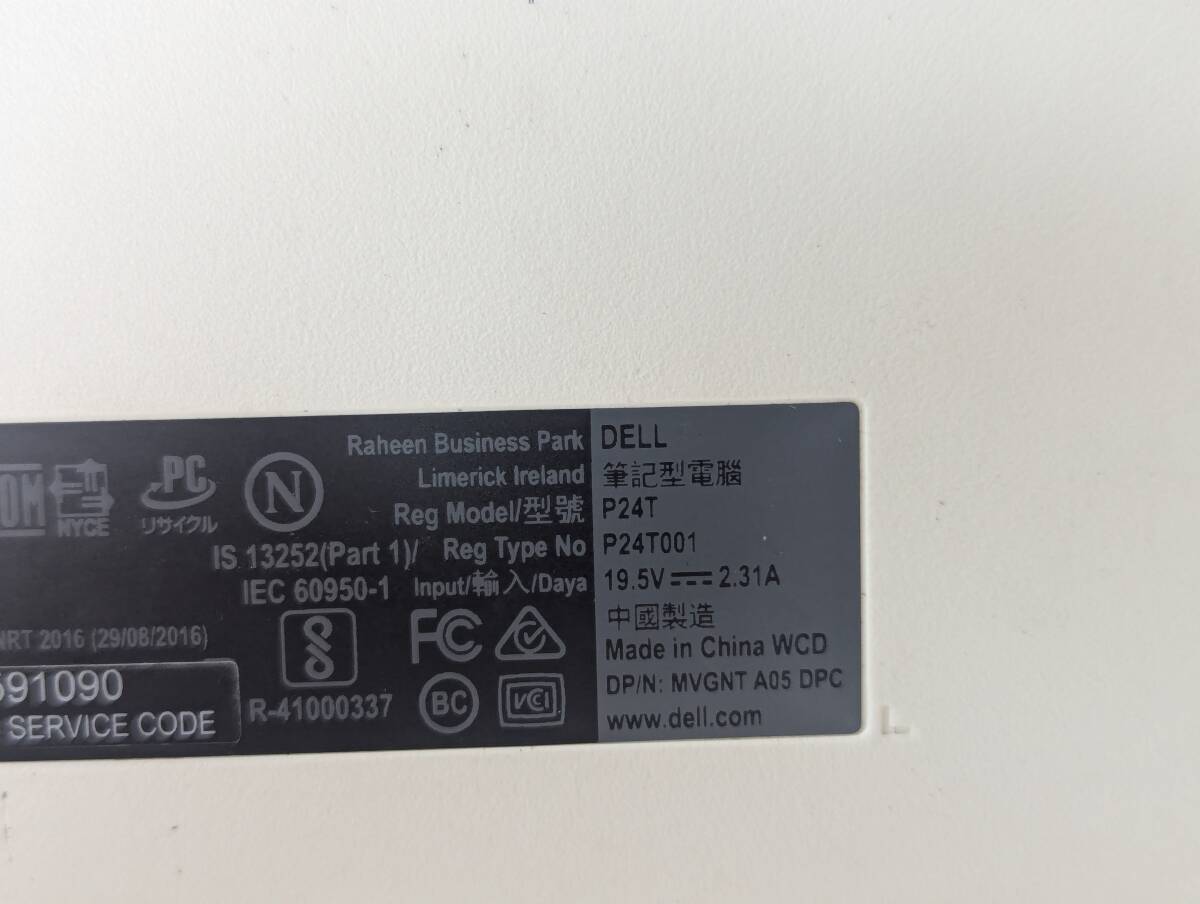 Raheen Business Park
Limerick Ireland
Reg Model/型號
IS 13252(Part 1)/ Reg Type No
IEC 60950-1 Input/輸入/Daya
DELL
筆記型電腦
P24T
P24T001
19.5V⎓2.31A
中國製造
Made in China WCD
DP/N: MVGNT A05 DPC
www.dell.com
NYCE
PC
リサイクル
N
NRT 2016 (29/08/2016)
591090
SERVICE CODE
R-41000337
FC
BC
VCI